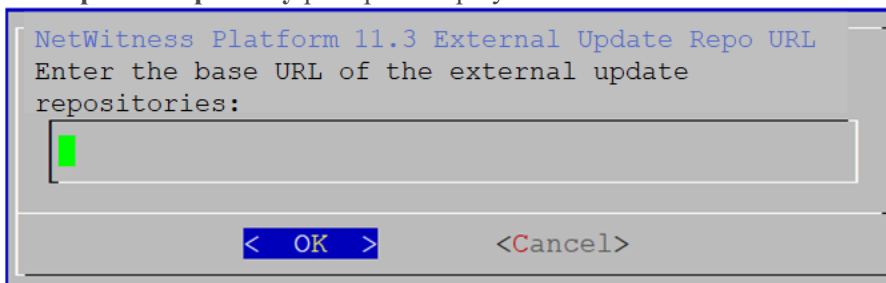 NetWitness Platform 11.3 External Update Repo URL
Enter the base URL of the external update
repositories:
< OK > <Cancel>